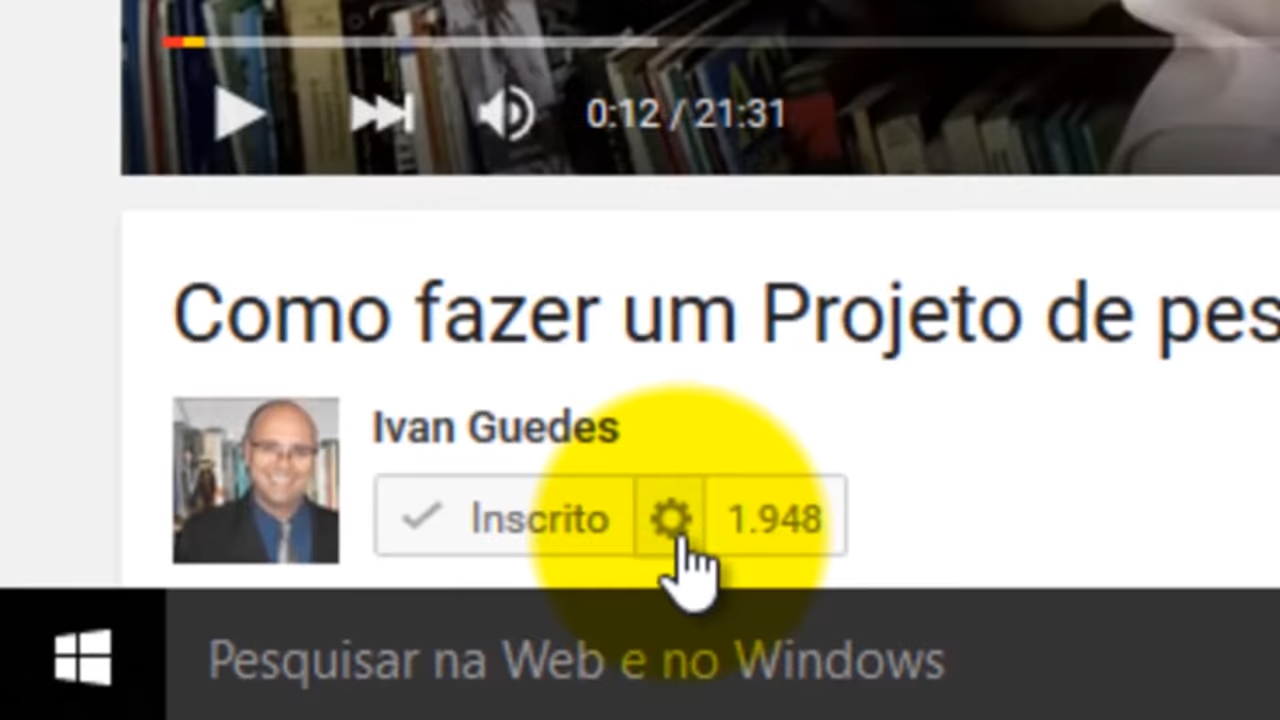 0:12 / 21:31
Como fazer um Projeto de pes
Ivan Guedes
Inscrito 1.948
Pesquisar na Web e no Windows